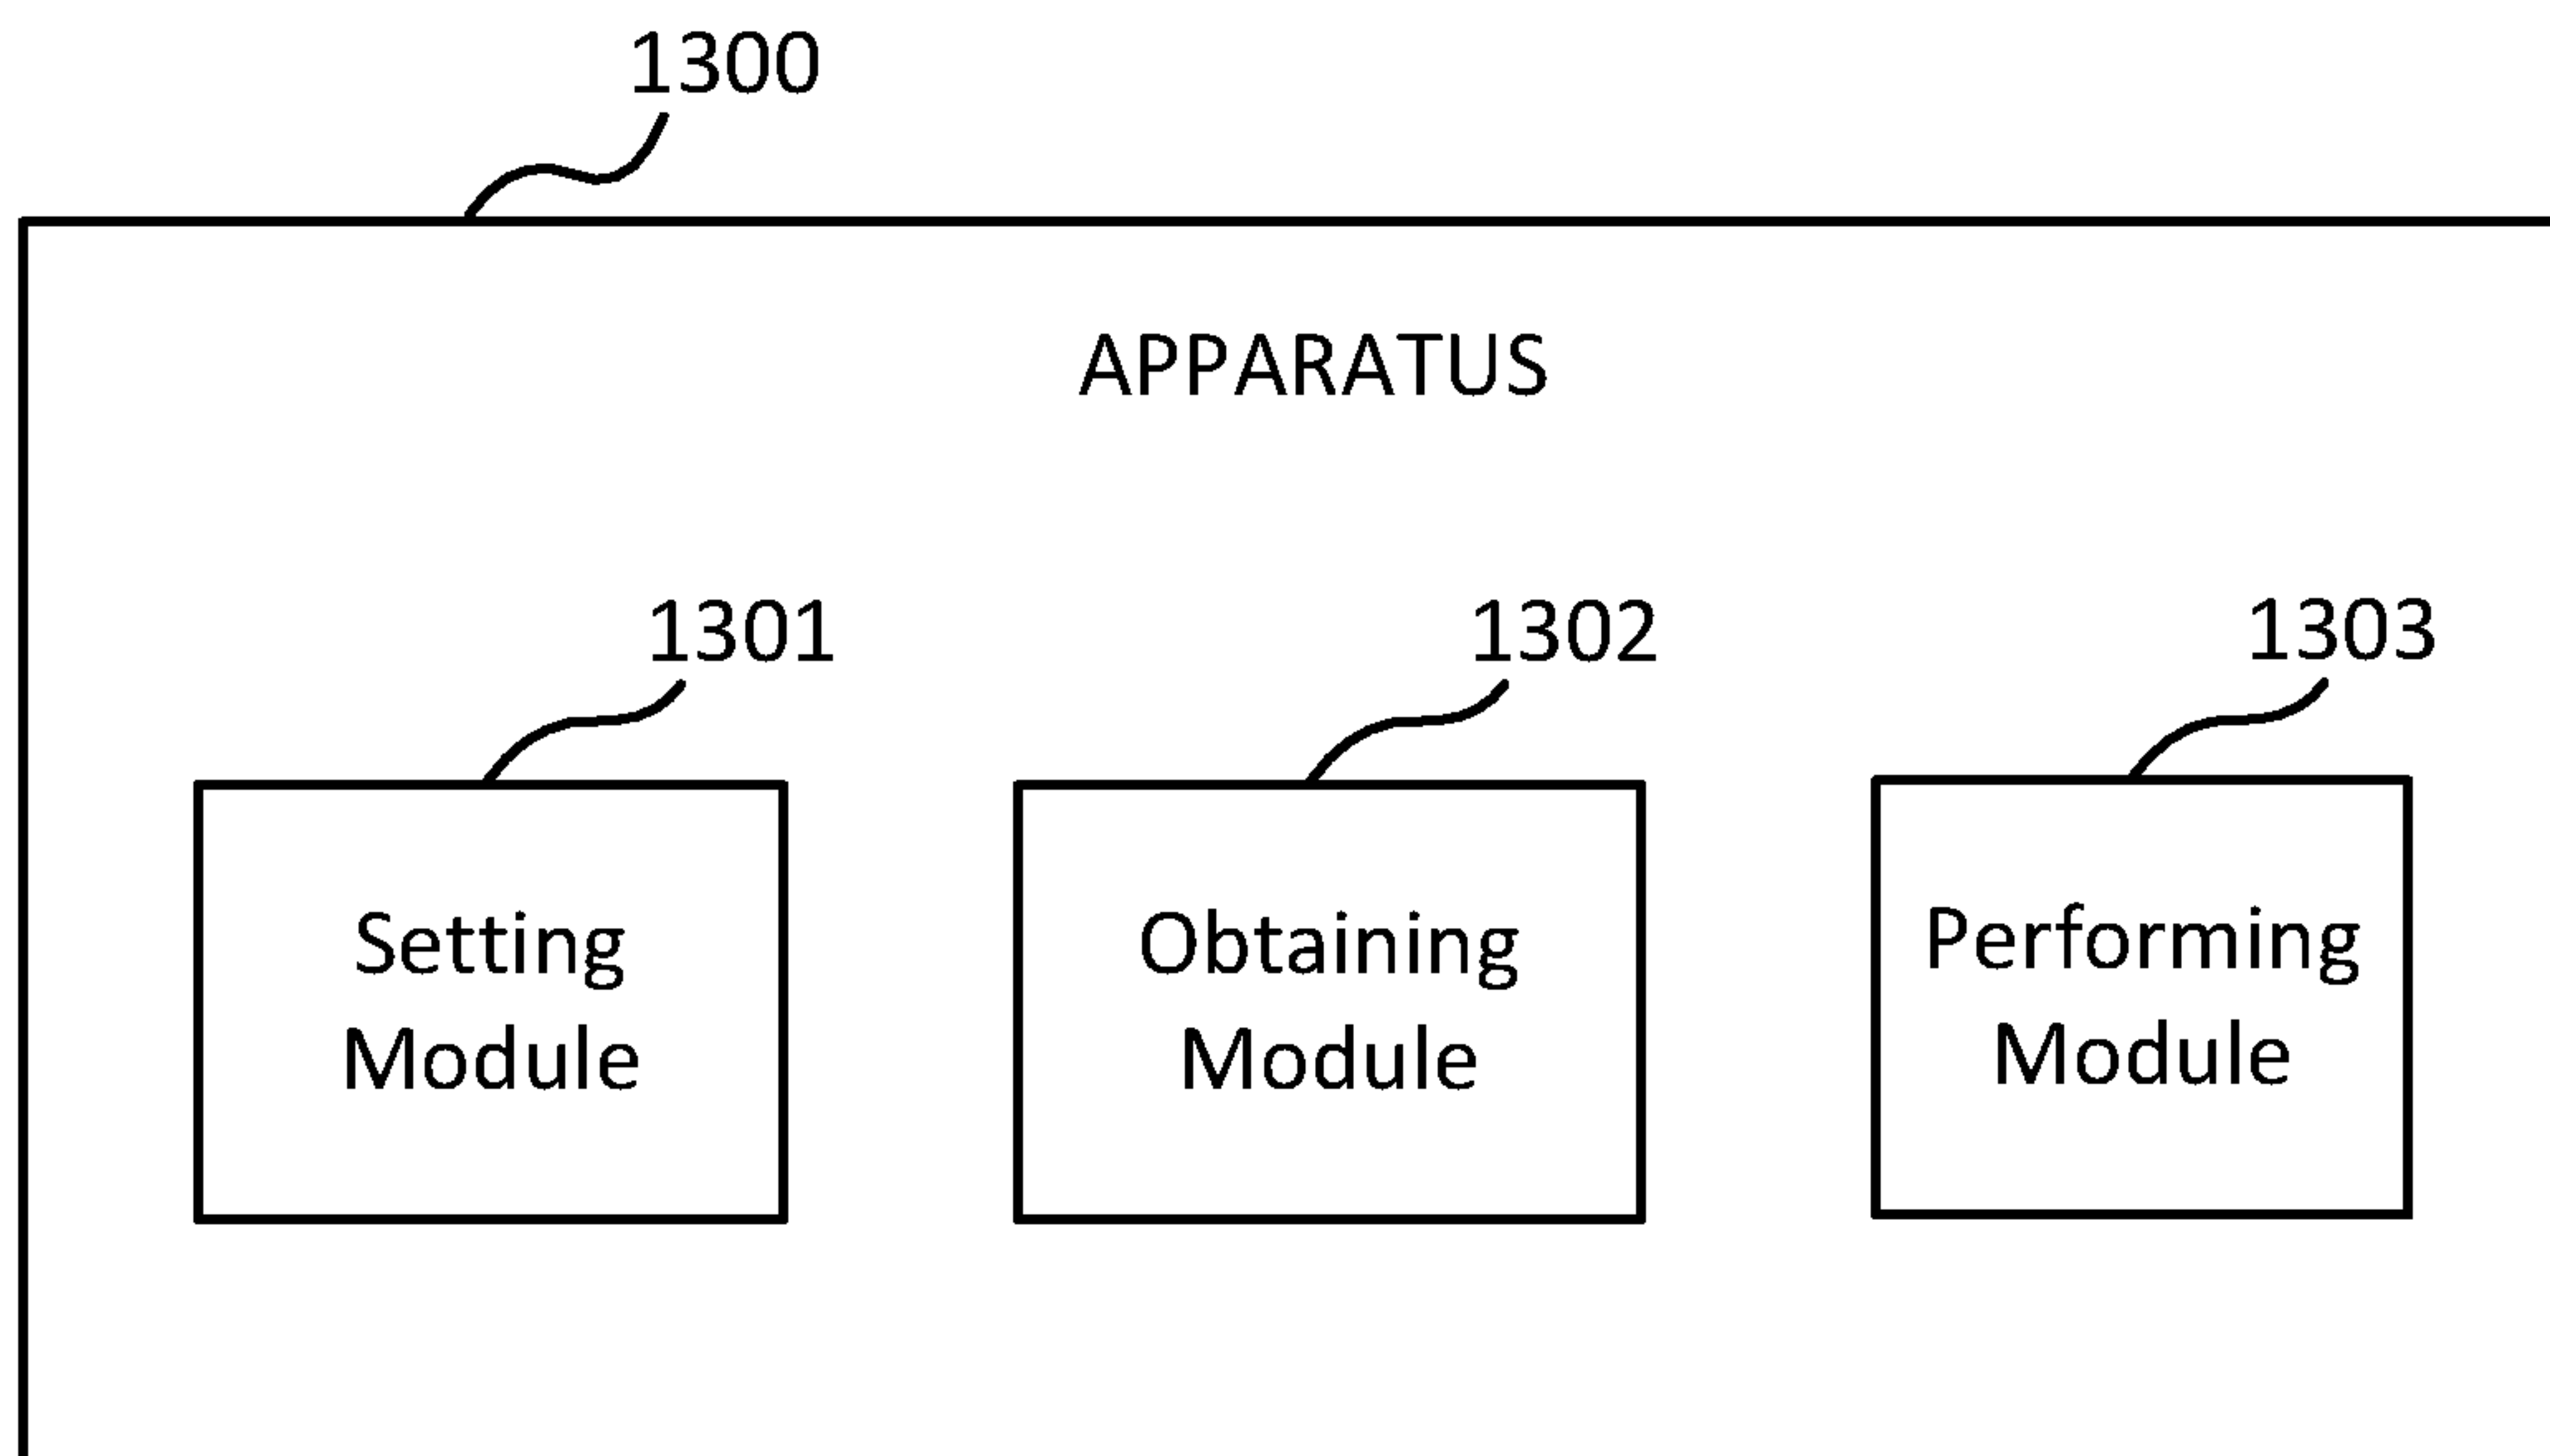 1300
APPARATUS
1301
1302
1303
Setting
Module
Obtaining
Module
Performing
Module